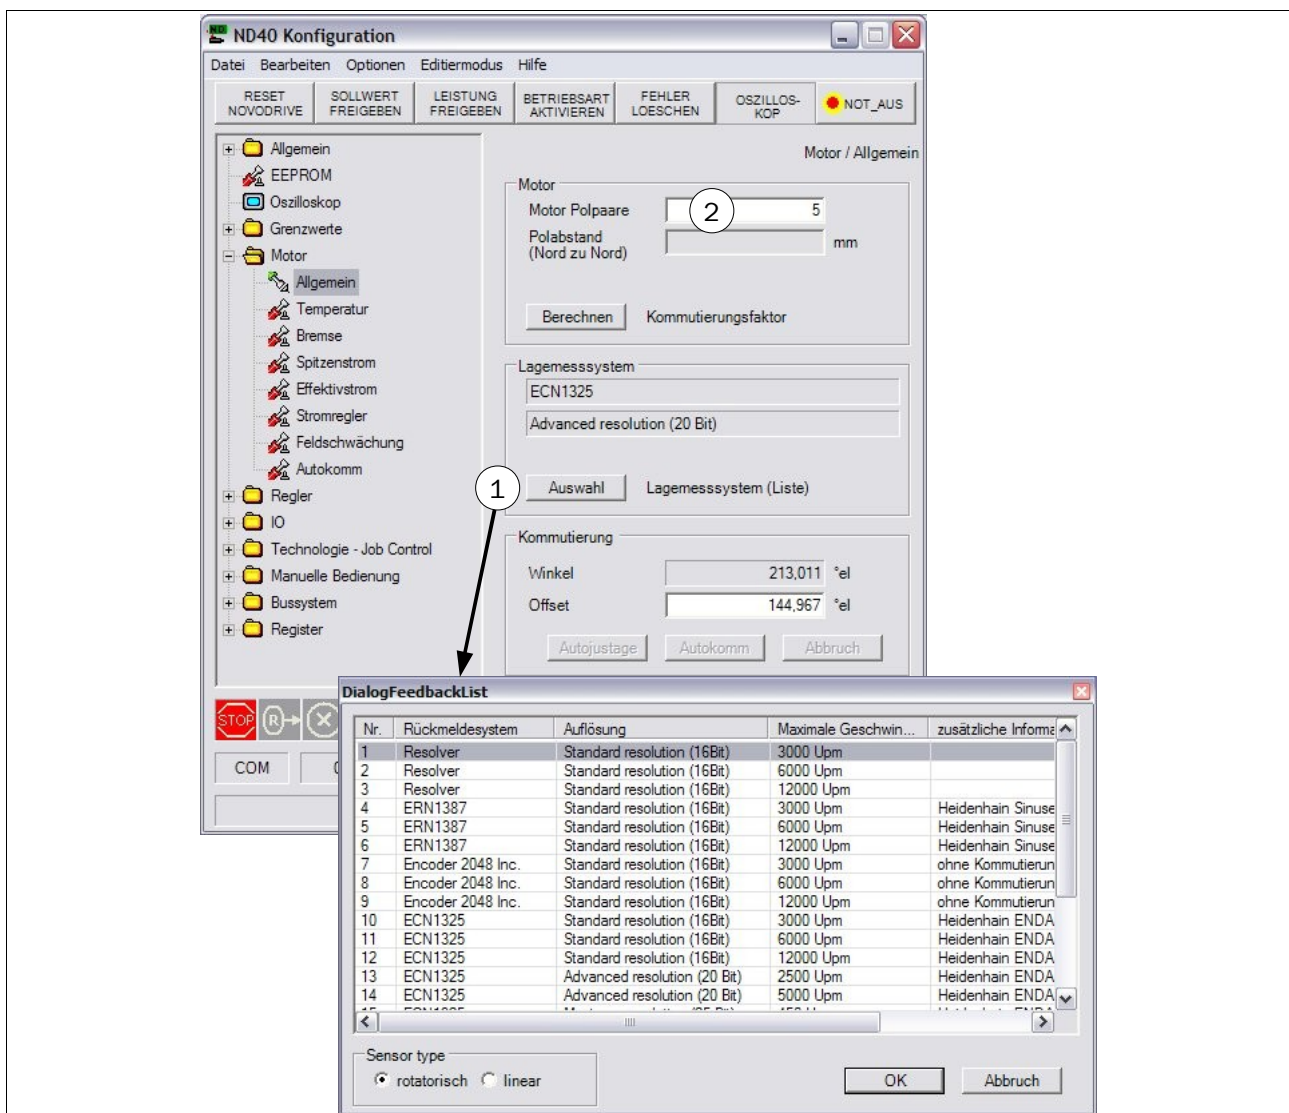 ND40 Konfiguration
Datei Bearbeiten Optionen Editiermodus Hilfe
RESET NOVODRIVE
SOLLWERT FREIGEBEN
LEISTUNG FREIGEBEN
BETRIEBSART AKTIVIEREN
FEHLER LOESCHEN
OSZILLOS-KOP
NOT_AUS
Allgemein
EEPROM
Oszilloskop
Grenzwerte
Motor
Allgemein
Temperatur
Bremse
Spitzenstrom
Effektivstrom
Stromregler
Feldschwächung
Autokomm
Regler
IO
Technologie - Job Control
Manuelle Bedienung
Bussystem
Register
Motor / Allgemein
Motor
Motor Polpaare 2 5
Polabstand
(Nord zu Nord) mm
Berechnen Kommutierungsfaktor
Lagemesssystem
ECN1325
Advanced resolution (20 Bit)
1 Auswahl Lagemesssystem (Liste)
Kommutierung
Winkel 213,011 °el
Offset 144,967 °el
Autojustage Autokomm Abbruch
STOP R
COM
DialogFeedbackList
Nr. Rückmeldesystem Auflösung Maximale Geschwin... zusätzliche Informa
1 Resolver Standard resolution (16Bit) 3000 Upm
2 Resolver Standard resolution (16Bit) 6000 Upm
3 Resolver Standard resolution (16Bit) 12000 Upm
4 ERN1387 Standard resolution (16Bit) 3000 Upm Heidenhain Sinuse
5 ERN1387 Standard resolution (16Bit) 6000 Upm Heidenhain Sinuse
6 ERN1387 Standard resolution (16Bit) 12000 Upm Heidenhain Sinuse
7 Encoder 2048 Inc. Standard resolution (16Bit) 3000 Upm ohne Kommutierun
8 Encoder 2048 Inc. Standard resolution (16Bit) 6000 Upm ohne Kommutierun
9 Encoder 2048 Inc. Standard resolution (16Bit) 12000 Upm ohne Kommutierun
10 ECN1325 Standard resolution (16Bit) 3000 Upm Heidenhain ENDA
11 ECN1325 Standard resolution (16Bit) 6000 Upm Heidenhain ENDA
12 ECN1325 Standard resolution (16Bit) 12000 Upm Heidenhain ENDA
13 ECN1325 Advanced resolution (20 Bit) 2500 Upm Heidenhain ENDA
14 ECN1325 Advanced resolution (20 Bit) 5000 Upm Heidenhain ENDA
Sensor type
rotatorisch linear
OK Abbruch